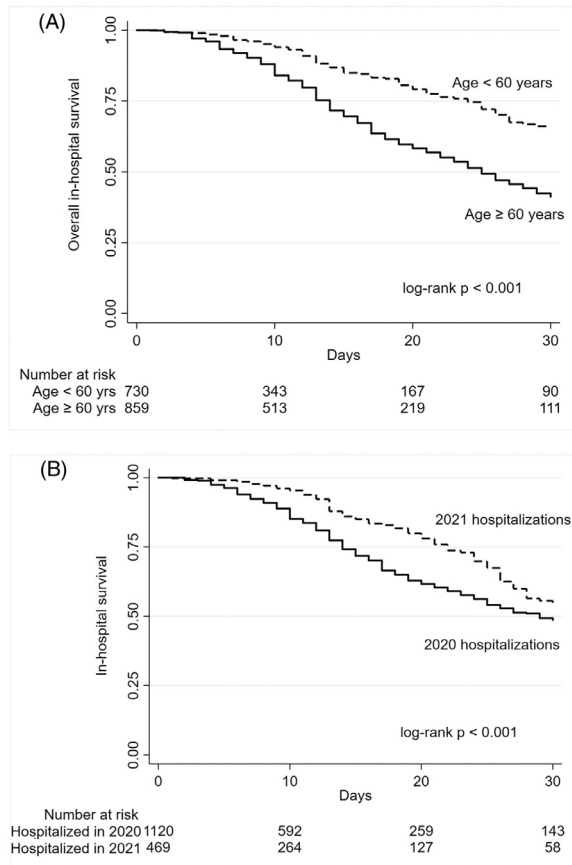 (A)
Overall in-hospital survival
1.00
0.75
0.50
0.25
0.00
Age < 60 years
Age ≥ 60 years
log-rank p < 0.001
0 10 20 30
Days
Number at risk
Age < 60 yrs 730 343 167 90
Age ≥ 60 yrs 859 513 219 111
(B)
In-hospital survival
1.00
0.75
0.50
0.25
0.00
2021 hospitalizations
2020 hospitalizations
log-rank p < 0.001
0 10 20 30
Days
Number at risk
Hospitalized in 2020 1120 592 259 143
Hospitalized in 2021 469 264 127 58